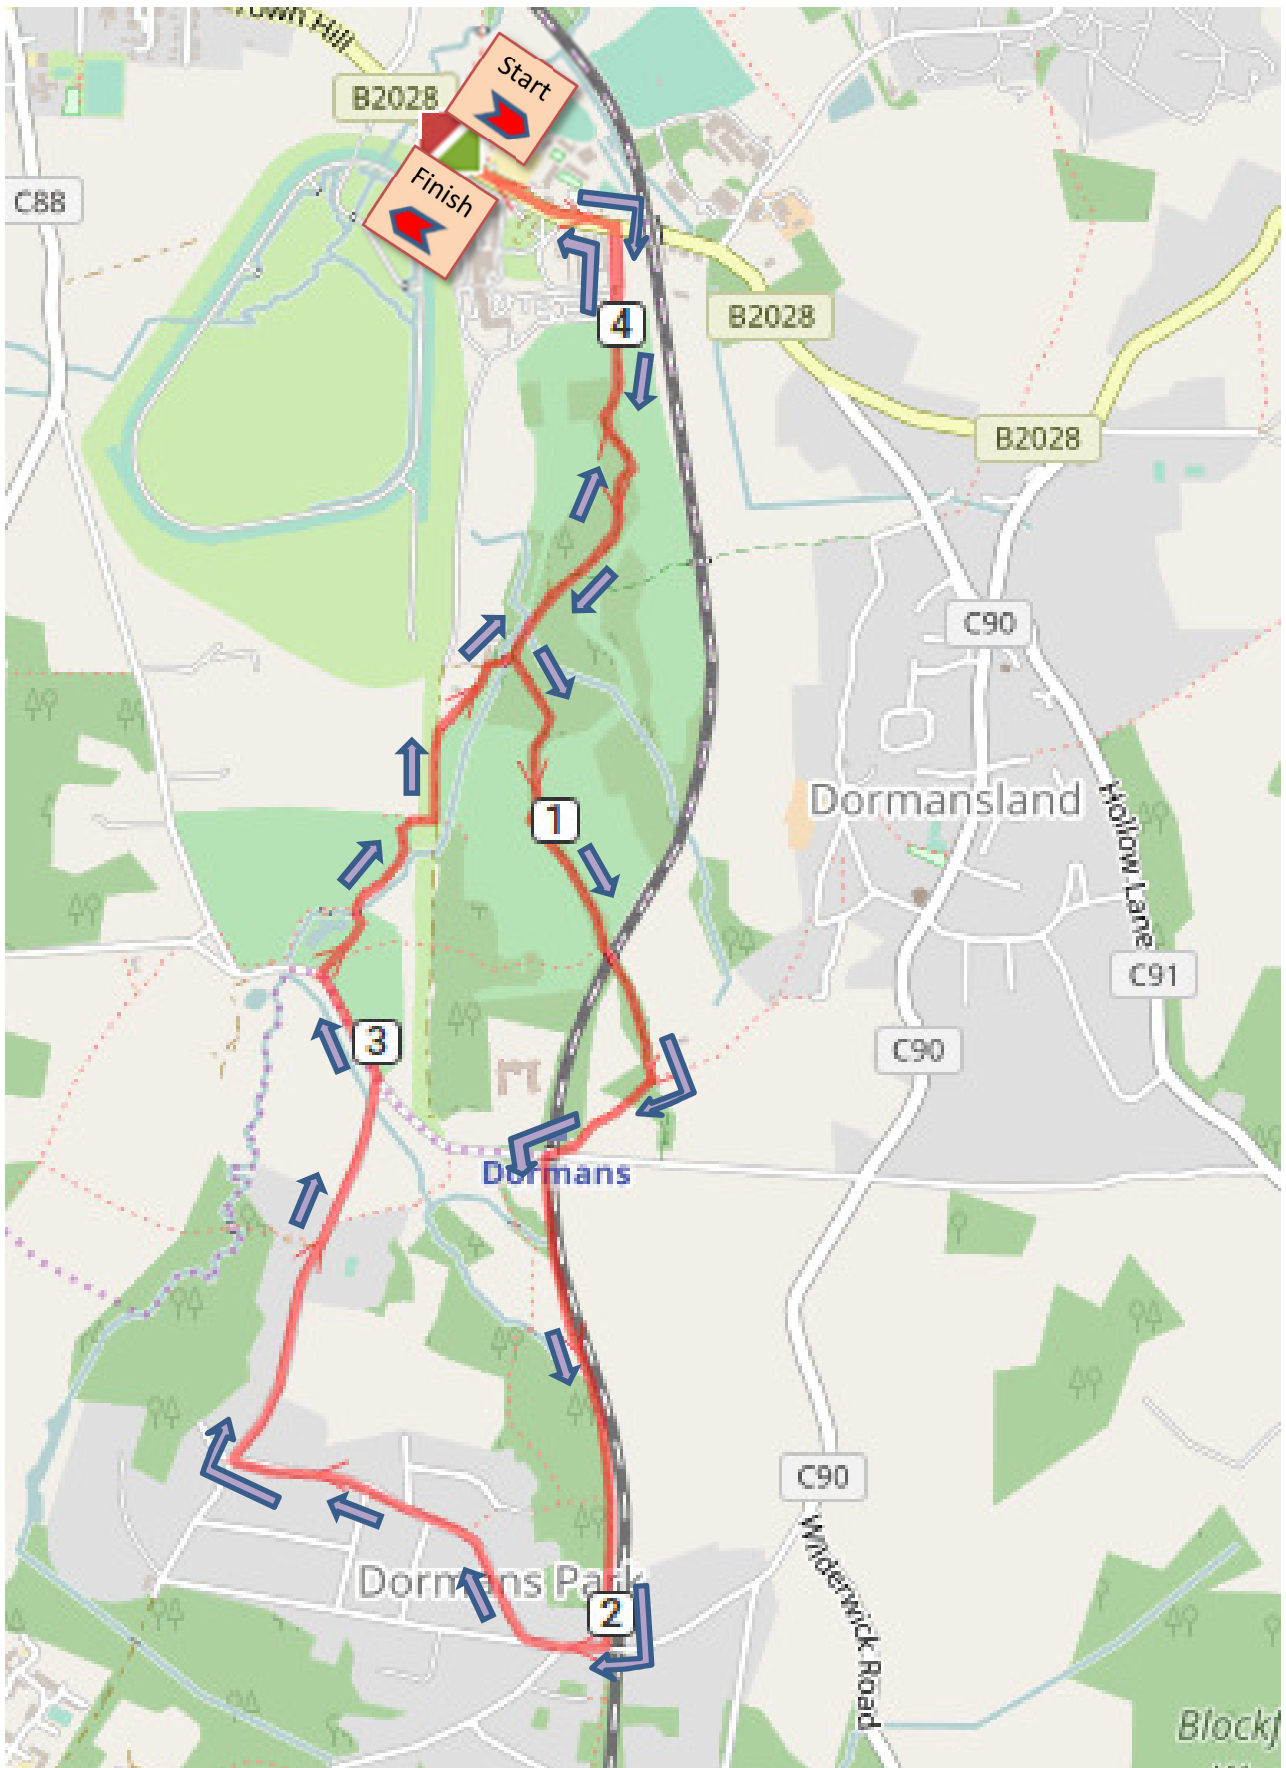 Town Hill
Start
B2028
Finish
C88
4
B2028
B2028
C90
Dormansland
1
Hollow Lane
C91
3
C90
Dormans
C90
Dormans Park
2
Wilderwick Road